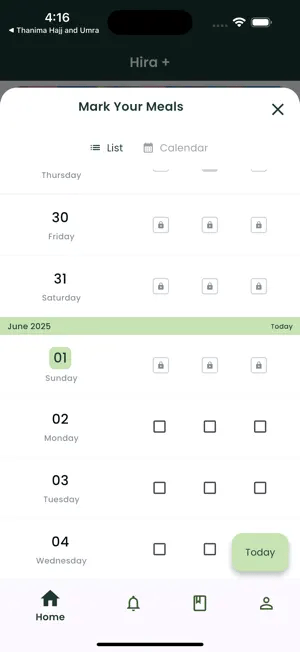 4:16
◀ Thanima Hajj and Umra
Hira +
Mark Your Meals
List
Calendar
Thursday
30
Friday
31
Saturday
June 2025
Today
01
Sunday
02
Monday
03
Tuesday
04
Wednesday
Today
Home